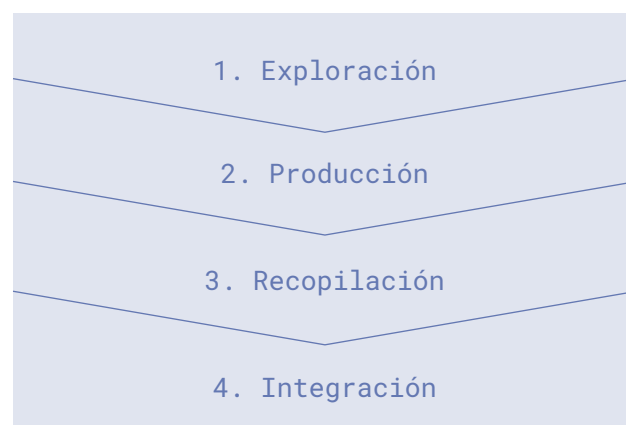 1. Exploración
2. Producción
3. Recopilación
4. Integración